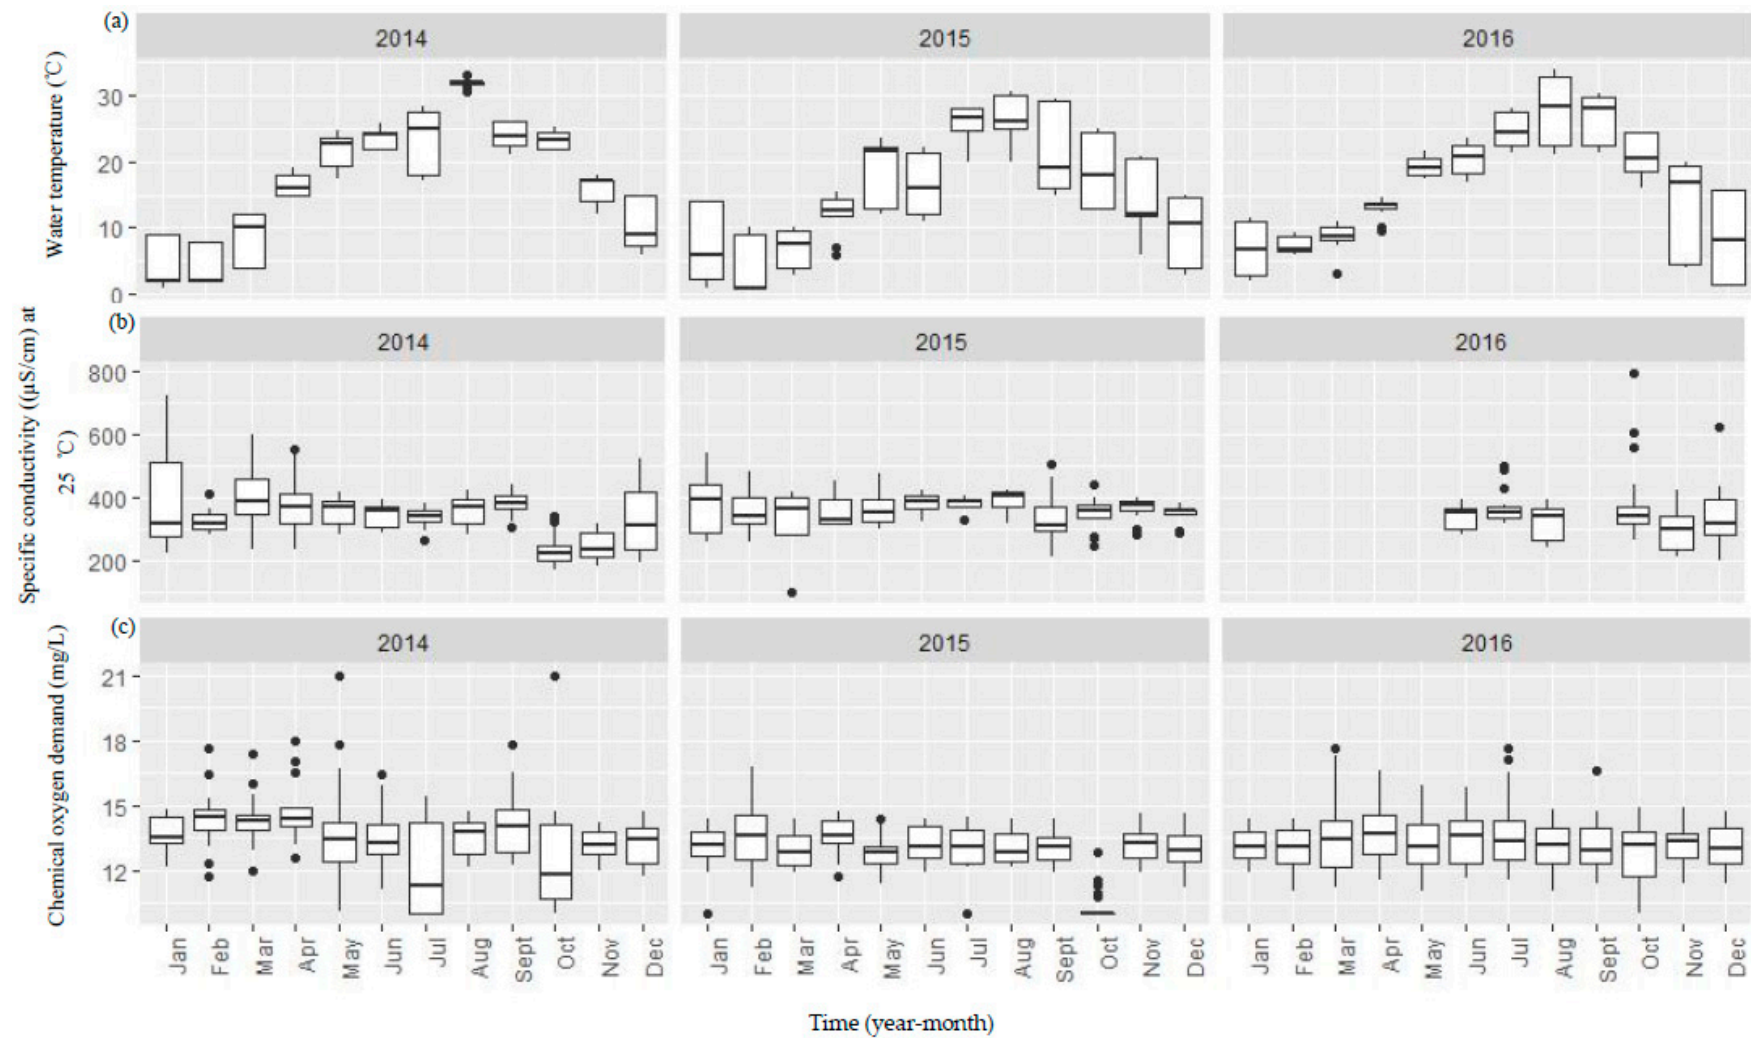 (a)
2014
2015
2016
Water temperature (℃)
30
20
10
0
(b)
2014
2015
2016
Specific conductivity ((µS/cm) at
25 ℃)
800
600
400
200
(c)
2014
2015
2016
Chemical oxygen demand (mg/L)
21
18
15
12
Jan Feb Mar Apr May Jun Jul Aug Sept Oct Nov Dec
Jan Feb Mar Apr May Jun Jul Aug Sept Oct Nov Dec
Jan Feb Mar Apr May Jun Jul Aug Sept Oct Nov Dec
Time (year-month)